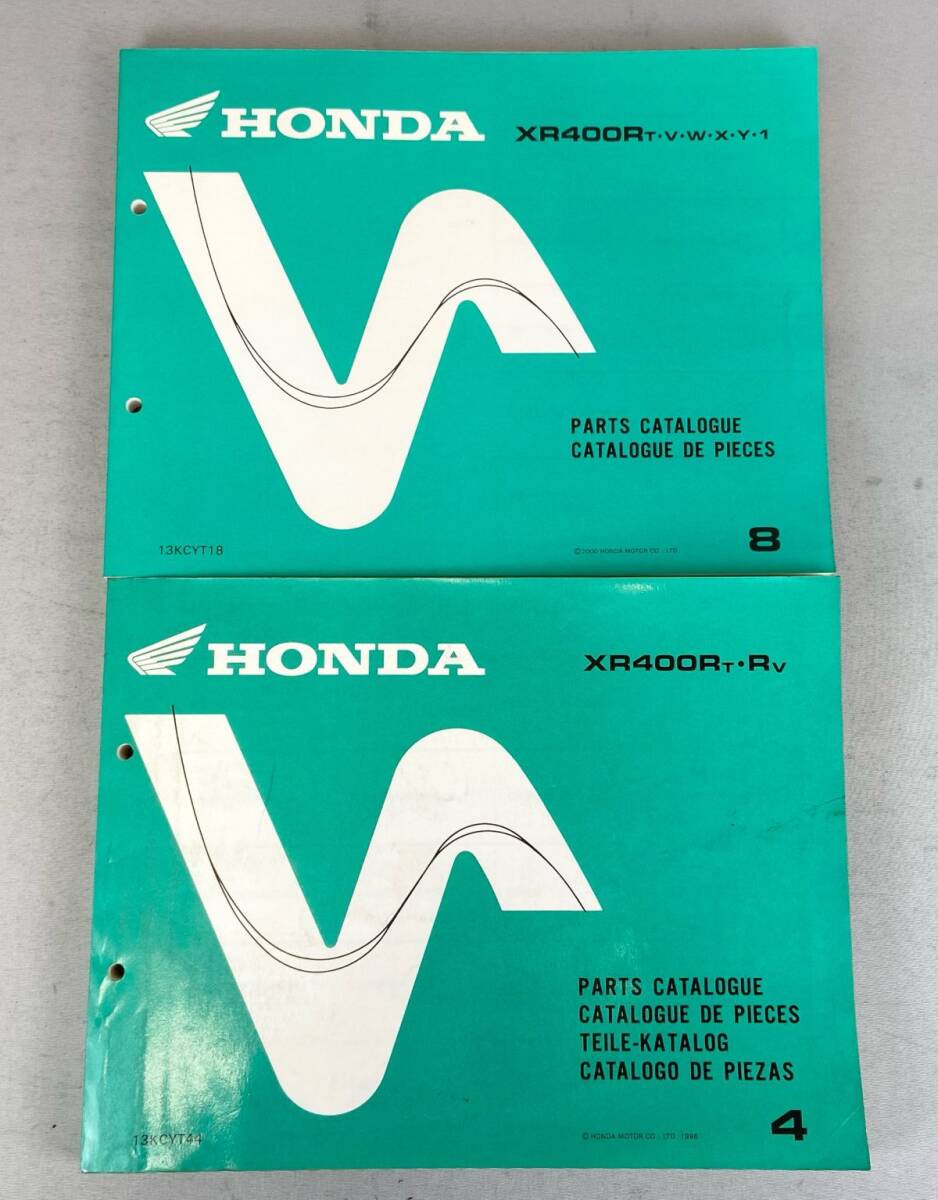 HONDA XR400RT・V・W・X・Y・1
PARTS CATALOGUE
CATALOGUE DE PIECES
13KCYT18 ©2000 HONDA MOTOR CO., LTD. 8
HONDA XR400RT・RV
PARTS CATALOGUE
CATALOGUE DE PIECES
TEILE-KATALOG
CATALOGO DE PIEZAS
13KCYT44 © HONDA MOTOR CO., LTD. 1996 4